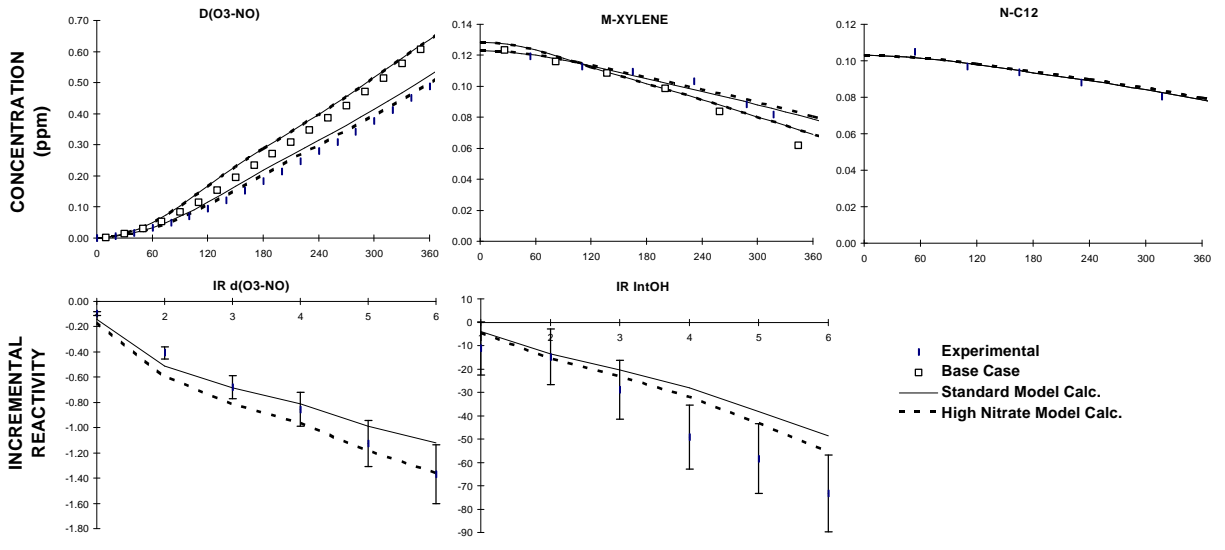 D(O3-NO)
M-XYLENE
N-C12
CONCENTRATION
(ppm)
0.70
0.60
0.50
0.40
0.30
0.20
0.10
0.00
0 60 120 180 240 300 360
0.14
0.12
0.10
0.08
0.06
0.04
0.02
0.00
0 60 120 180 240 300 360
0.12
0.10
0.08
0.06
0.04
0.02
0.00
0 60 120 180 240 300 360
IR d(O3-NO)
IR IntOH
INCREMENTAL
REACTIVITY
0.00
-0.20
-0.40
-0.60
-0.80
-1.00
-1.20
-1.40
-1.60
-1.80
2 3 4 5 6
10
0
-10
-20
-30
-40
-50
-60
-70
-80
-90
2 3 4 5 6
Experimental
Base Case
Standard Model Calc.
High Nitrate Model Calc.